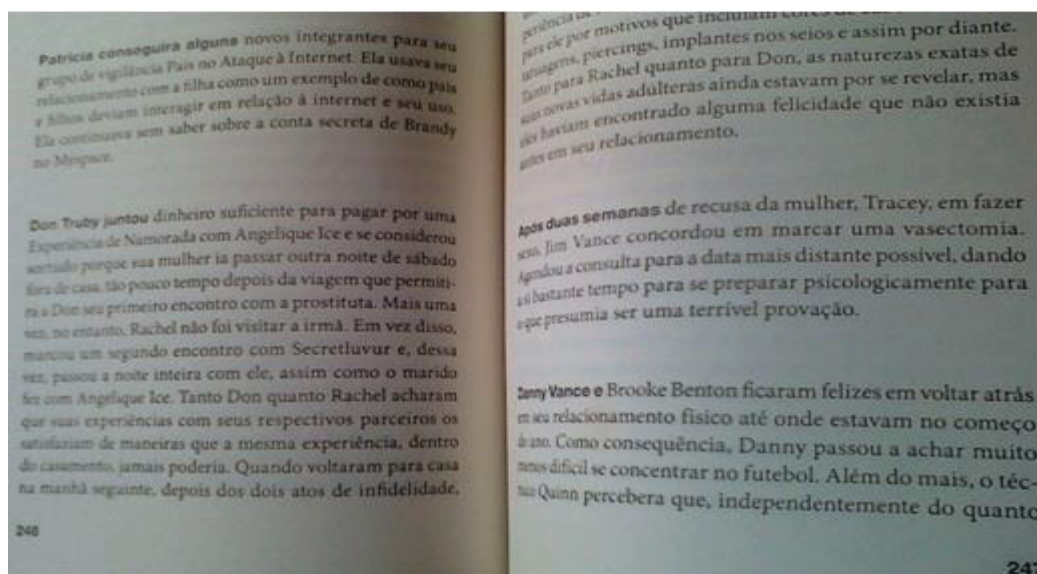 Patricia conseguira alguns novos integrantes para seu
grupo de vigilância Pais no Ataque à Internet. Ela usava seu
relacionamento com a filha como um exemplo de como pais
e filhos deviam interagir em relação à internet e seu uso.
Ela continuava sem saber sobre a conta secreta de Brandy
no Myspace.
Don Truby juntou dinheiro suficiente para pagar por uma
Experiência de Namorada com Angelique Ice e se considerou
sortudo porque sua mulher ia passar outra noite de sábado
fora de casa, tão pouco tempo depois da viagem que permiti-
ra a Don seu primeiro encontro com a prostituta. Mais uma
vez, no entanto, Rachel não foi visitar a irmã. Em vez disso,
marcou um segundo encontro com Secretluvur e, dessa
vez, passou a noite inteira com ele, assim como o marido
fez com Angelique Ice. Tanto Don quanto Rachel acharam
que suas experiências com seus respectivos parceiros os
satisfaziam de maneiras que a mesma experiência, dentro
do casamento, jamais poderia. Quando voltaram para casa
na manhã seguinte, depois dos dois atos de infidelidade,
246
para ele por motivos que incluíam cores de
tatuagens, piercings, implantes nos seios e assim por diante.
Tanto para Rachel quanto para Don, as naturezas exatas de
suas novas vidas adúlteras ainda estavam por se revelar, mas
eles haviam encontrado alguma felicidade que não existia
antes em seu relacionamento.
Após duas semanas de recusa da mulher, Tracey, em fazer
sexo, Jim Vance concordou em marcar uma vasectomia.
Agendou a consulta para a data mais distante possível, dando
a si bastante tempo para se preparar psicologicamente para
o que presumia ser uma terrível provação.
Danny Vance e Brooke Benton ficaram felizes em voltar atrás
em seu relacionamento físico até onde estavam no começo
do ano. Como consequência, Danny passou a achar muito
menos difícil se concentrar no futebol. Além do mais, o téc-
nico Quinn percebera que, independentemente do quanto
247